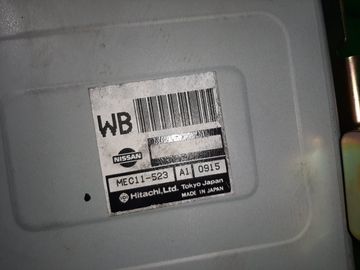 WB
NISSAN
MEC11-523 A1 0915
Hitachi,Ltd. Tokyo Japan
MADE IN JAPAN